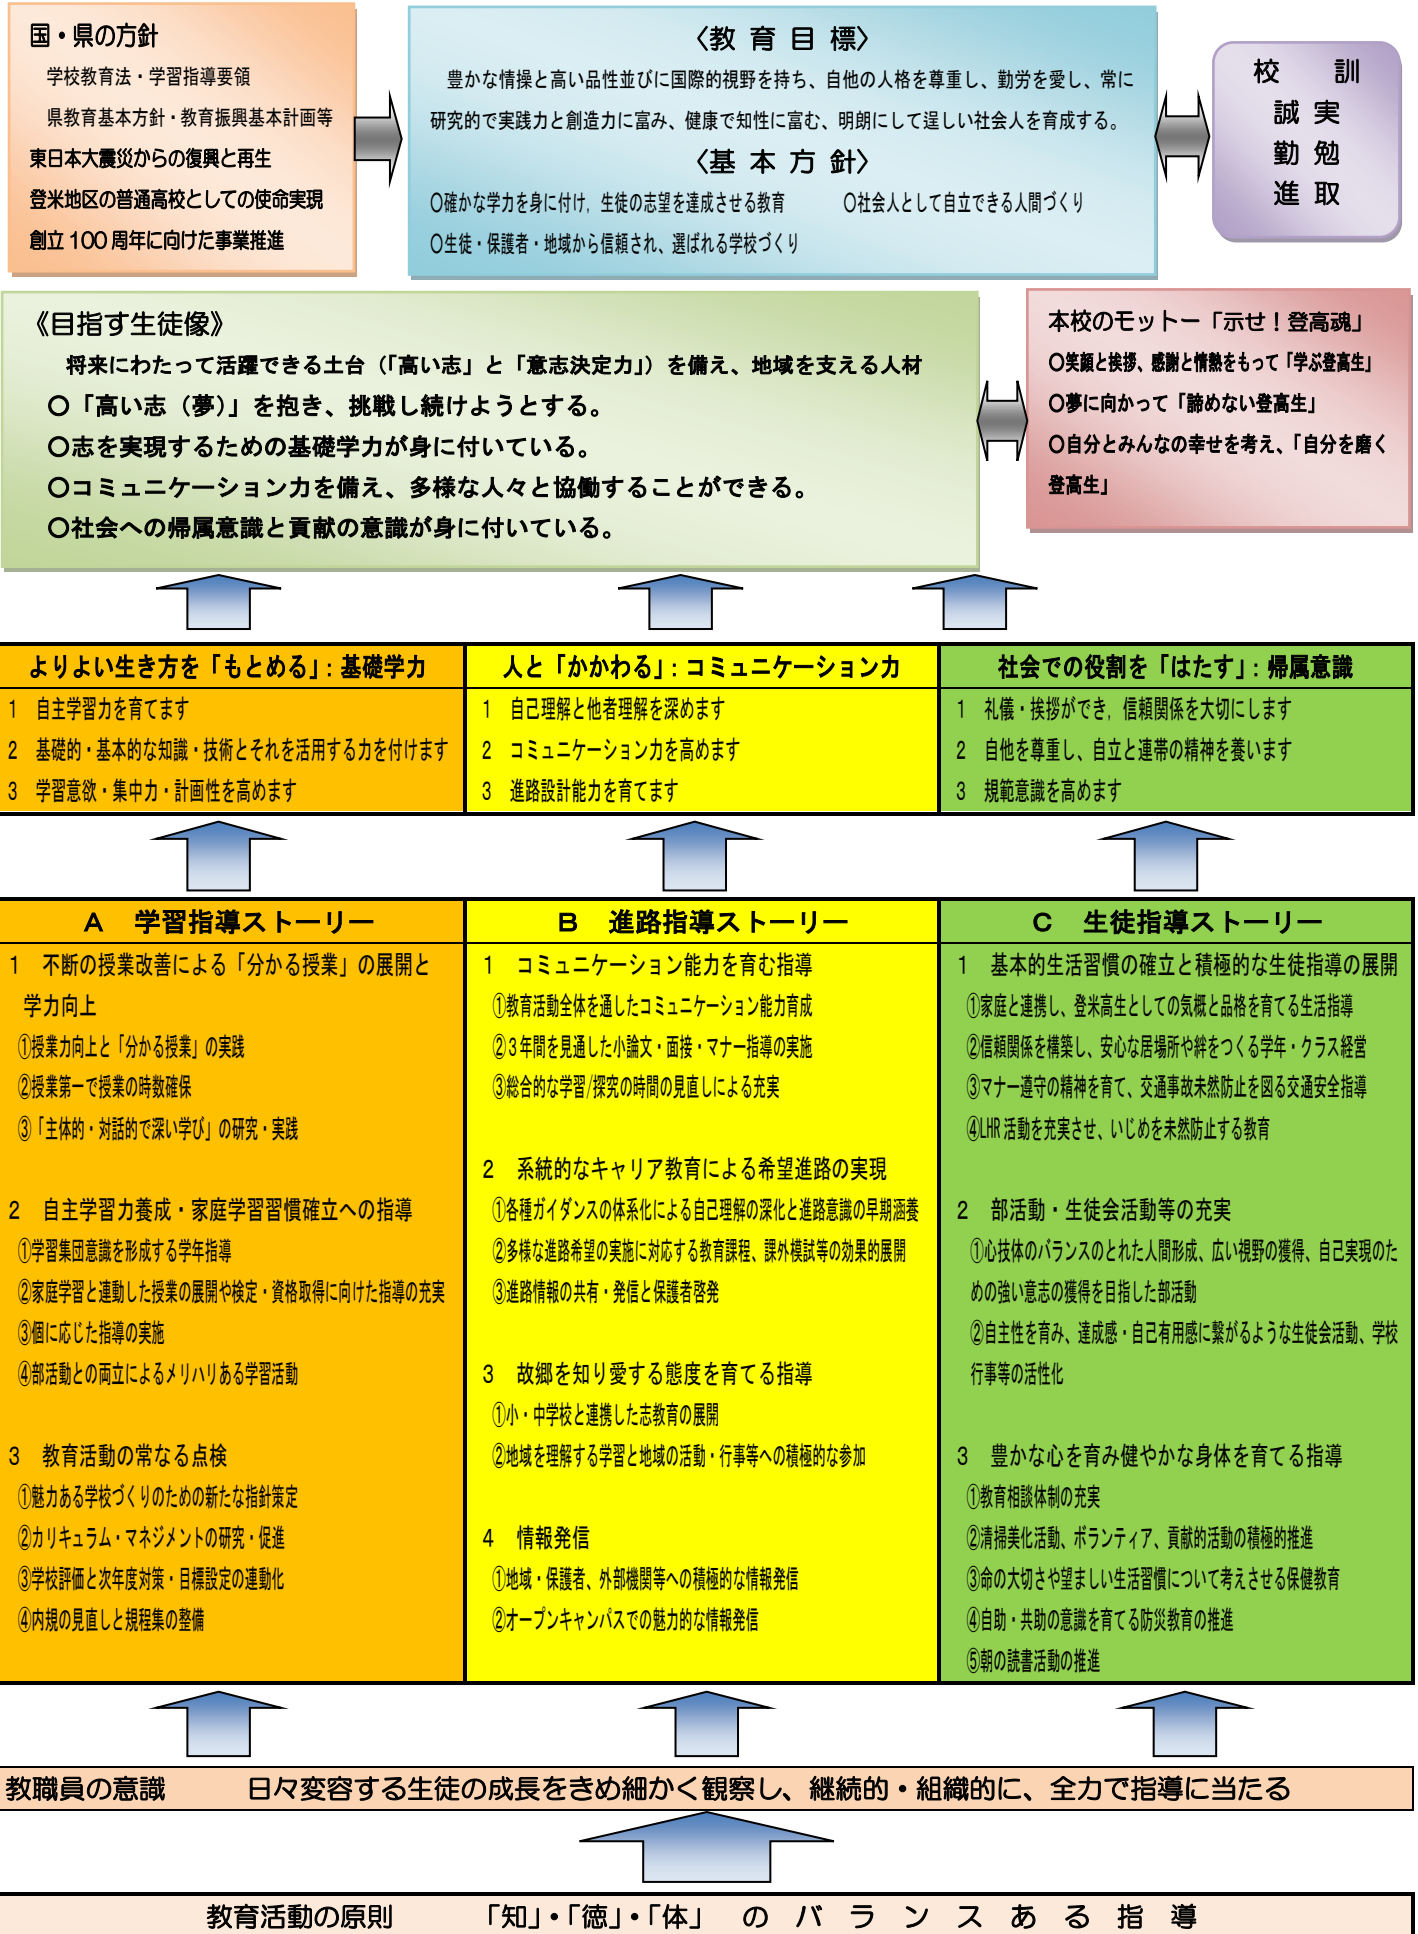 国・県の方針
学校教育法・学習指導要領
県教育基本方針・教育振興基本計画等
東日本大震災からの復興と再生
登米地区の普通高校としての使命実現
創立100周年に向けた事業推進
〈教 育 目 標〉
豊かな情操と高い品性並びに国際的視野を持ち、自他の人格を尊重し、勤労を愛し、常に
研究的で実践力と創造力に富み、健康で知性に富む、明朗にして逞しい社会人を育成する。
〈基 本 方 針〉
○確かな学力を身に付け,生徒の志望を達成させる教育　　○社会人として自立できる人間づくり
○生徒・保護者・地域から信頼され、選ばれる学校づくり
校　訓
誠 実
勤 勉
進 取
《目指す生徒像》
将来にわたって活躍できる土台（「高い志」と「意志決定力」）を備え、地域を支える人材
○「高い志（夢）」を抱き、挑戦し続けようとする。
○志を実現するための基礎学力が身に付いている。
○コミュニケーション力を備え、多様な人々と協働することができる。
○社会への帰属意識と貢献の意識が身に付いている。
本校のモットー「示せ！登高魂」
○笑顔と挨拶、感謝と情熱をもって「学ぶ登高生」
○夢に向かって「諦めない登高生」
○自分とみんなの幸せを考え、「自分を磨く
登高生」
よりよい生き方を「もとめる」：基礎学力
1　自主学習力を育てます
2　基礎的・基本的な知識・技術とそれを活用する力を付けます
3　学習意欲・集中力・計画性を高めます
人と「かかわる」：コミュニケーション力
1　自己理解と他者理解を深めます
2　コミュニケーション力を高めます
3　進路設計能力を育てます
社会での役割を「はたす」：帰属意識
1　礼儀・挨拶ができ,信頼関係を大切にします
2　自他を尊重し、自立と連帯の精神を養います
3　規範意識を高めます
A　学習指導ストーリー
1　不断の授業改善による「分かる授業」の展開と
学力向上
①授業力向上と「分かる授業」の実践
②授業第一で授業の時数確保
③「主体的・対話的で深い学び」の研究・実践
2　自主学習力養成・家庭学習習慣確立への指導
①学習集団意識を形成する学年指導
②家庭学習と連動した授業の展開や検定・資格取得に向けた指導の充実
③個に応じた指導の実施
④部活動との両立によるメリハリある学習活動
3　教育活動の常なる点検
①魅力ある学校づくりのための新たな指針策定
②カリキュラム・マネジメントの研究・促進
③学校評価と次年度対策・目標設定の連動化
④内規の見直しと規程集の整備
B　進路指導ストーリー
1　コミュニケーション能力を育む指導
①教育活動全体を通したコミュニケーション能力育成
②3年間を見通した小論文・面接・マナー指導の実施
③総合的な学習/探究の時間の見直しによる充実
2　系統的なキャリア教育による希望進路の実現
①各種ガイダンスの体系化による自己理解の深化と進路意識の早期涵養
②多様な進路希望の実施に対応する教育課程、課外模試等の効果的展開
③進路情報の共有・発信と保護者啓発
3　故郷を知り愛する態度を育てる指導
①小・中学校と連携した志教育の展開
②地域を理解する学習と地域の活動・行事等への積極的な参加
4　情報発信
①地域・保護者、外部機関等への積極的な情報発信
②オープンキャンパスでの魅力的な情報発信
C　生徒指導ストーリー
1　基本的生活習慣の確立と積極的な生徒指導の展開
①家庭と連携し、登米高生としての気概と品格を育てる生活指導
②信頼関係を構築し、安心な居場所や絆をつくる学年・クラス経営
③マナー遵守の精神を育て、交通事故未然防止を図る交通安全指導
④LHR活動を充実させ、いじめを未然防止する教育
2　部活動・生徒会活動等の充実
①心技体のバランスのとれた人間形成、広い視野の獲得、自己実現のた
めの強い意志の獲得を目指した部活動
②自主性を育み、達成感・自己有用感に繋がるような生徒会活動、学校
行事等の活性化
3　豊かな心を育み健やかな身体を育てる指導
①教育相談体制の充実
②清掃美化活動、ボランティア、貢献的活動の積極的推進
③命の大切さや望ましい生活習慣について考えさせる保健教育
④自助・共助の意識を育てる防災教育の推進
⑤朝の読書活動の推進
教職員の意識　　日々変容する生徒の成長をきめ細かく観察し、継続的・組織的に、全力で指導に当たる
教育活動の原則　　「知」・「徳」・「体」 の バ ラ ン ス あ る 指 導